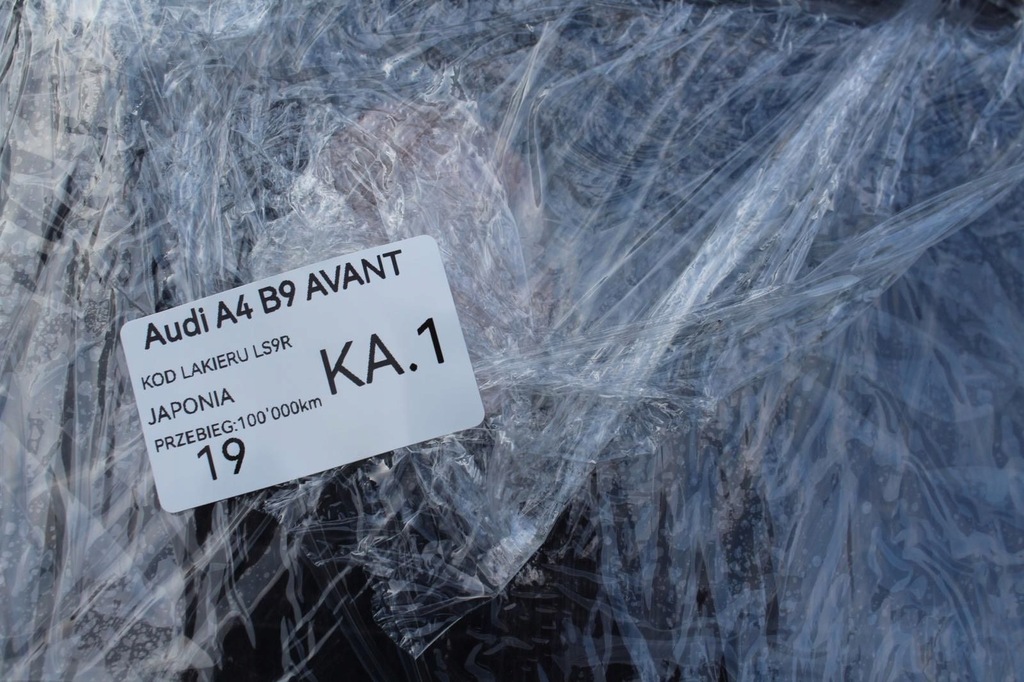 Audi A4 B9 AVANT
KOD LAKIERU LS9R
KA.1
JAPONIA
PRZEBIEG:100'000km
19